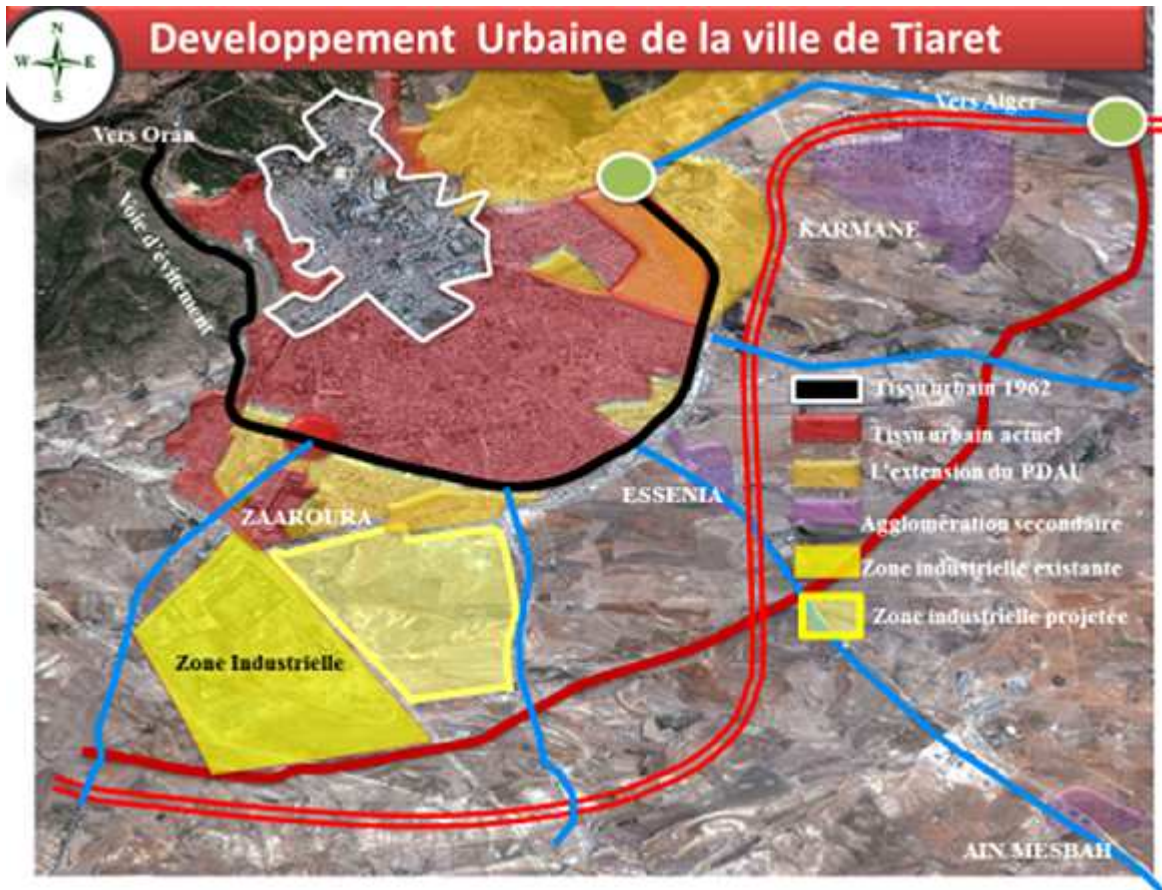 Developpement Urbaine de la ville de Tiaret
N
W E
S
Vers Oran
Vers Alger
Voie d'évitement
KARMANE
Tissu urbain 1962
Tissu urbain actuel
L'extension du PDAU
Agglomération secondaire
Zone industrielle existante
Zone industrielle projetée
ESSENIA
ZAAROURA
Zone Industrielle
AIN MESBAH